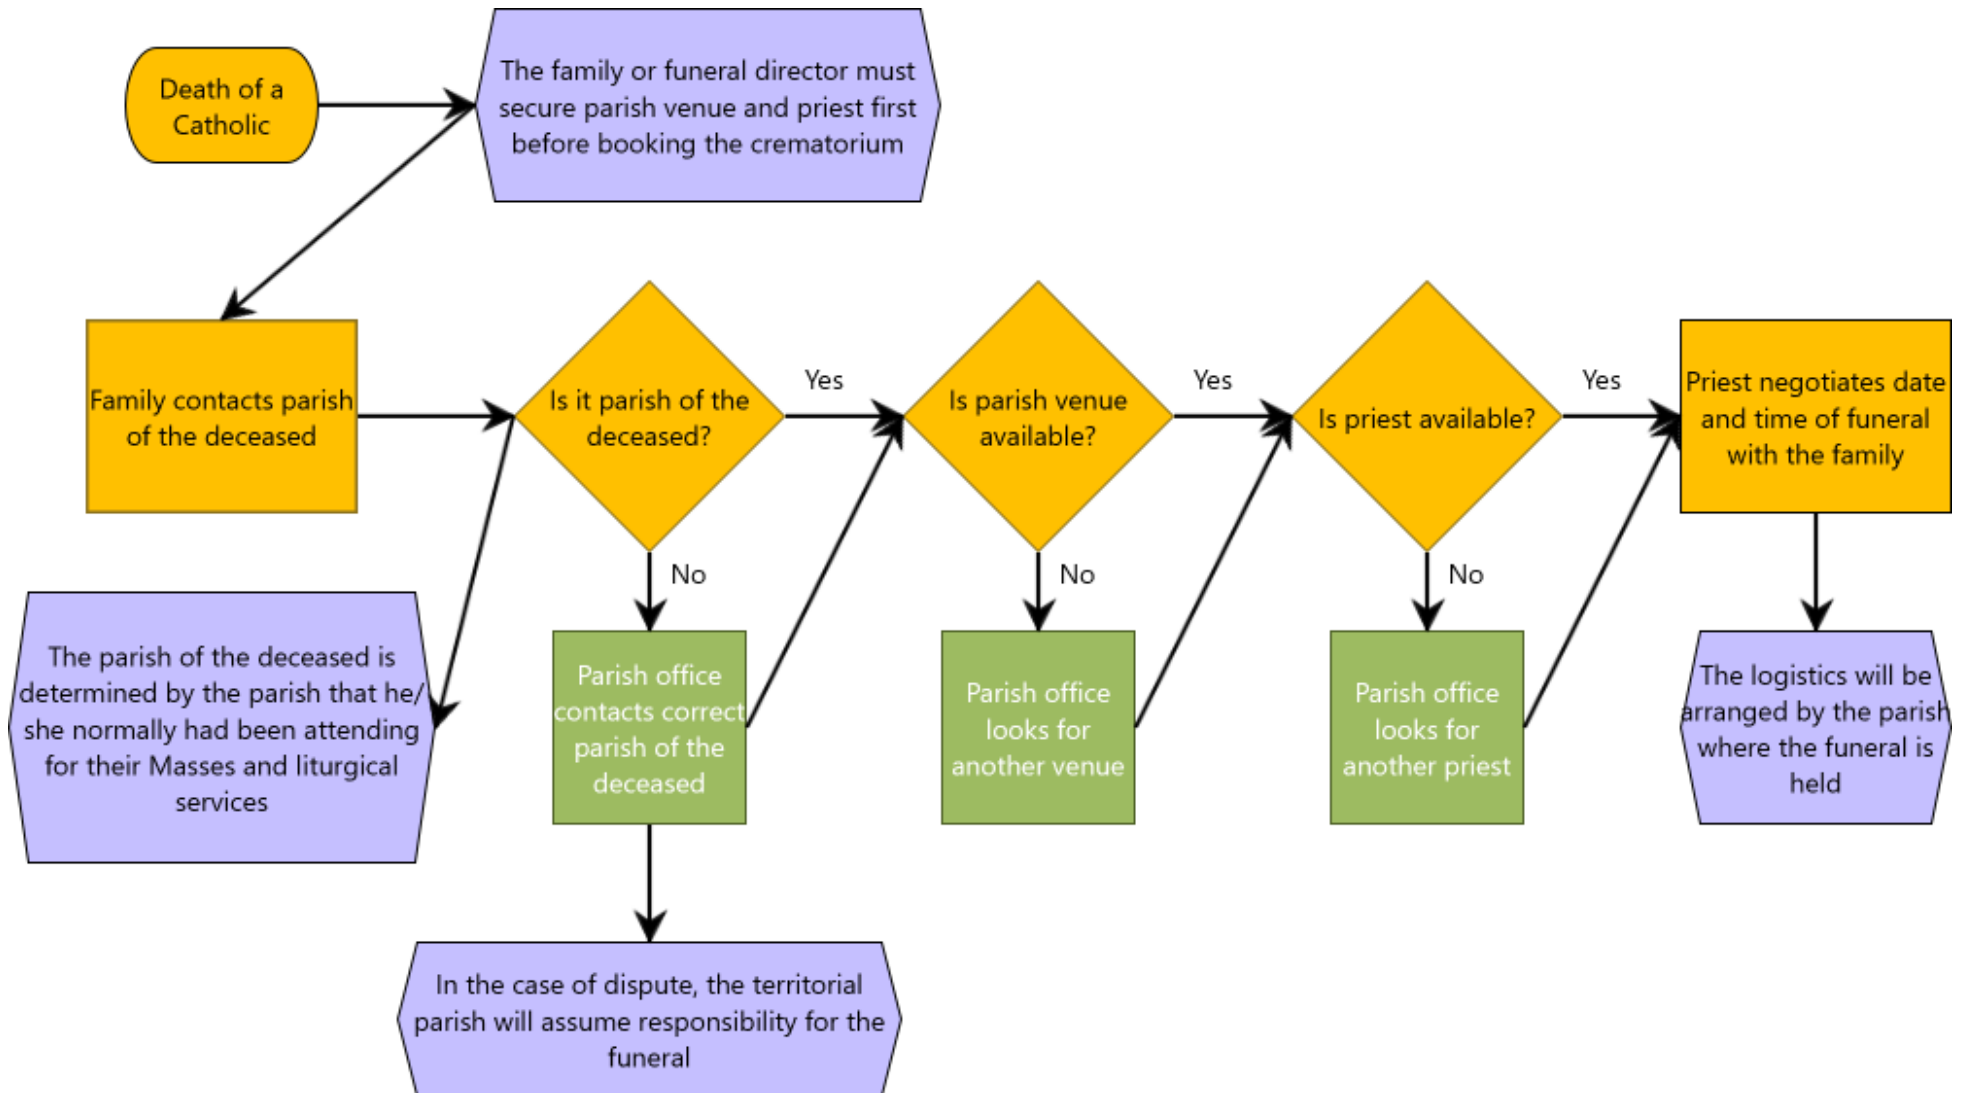 Death of a
Catholic
The family or funeral director must
secure parish venue and priest first
before booking the crematorium
Family contacts parish
of the deceased
Is it parish of the
deceased?
Yes
Is parish venue
available?
Yes
Is priest available?
Yes
Priest negotiates date
and time of funeral
with the family
No
No
No
The parish of the deceased is
determined by the parish that he/
she normally had been attending
for their Masses and liturgical
services
Parish office
contacts correct
parish of the
deceased
Parish office
looks for
another venue
Parish office
looks for
another priest
The logistics will be
arranged by the parish
where the funeral is
held
In the case of dispute, the territorial
parish will assume responsibility for the
funeral